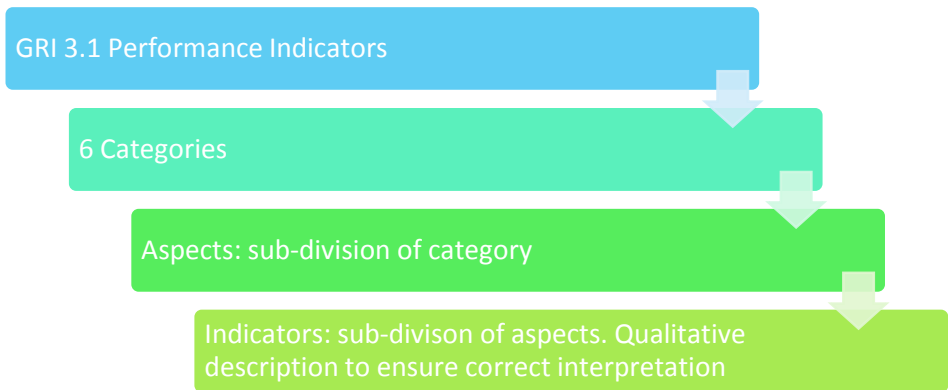 GRI 3.1 Performance Indicators
6 Categories
Aspects: sub-division of category
Indicators: sub-divison of aspects. Qualitative
description to ensure correct interpretation